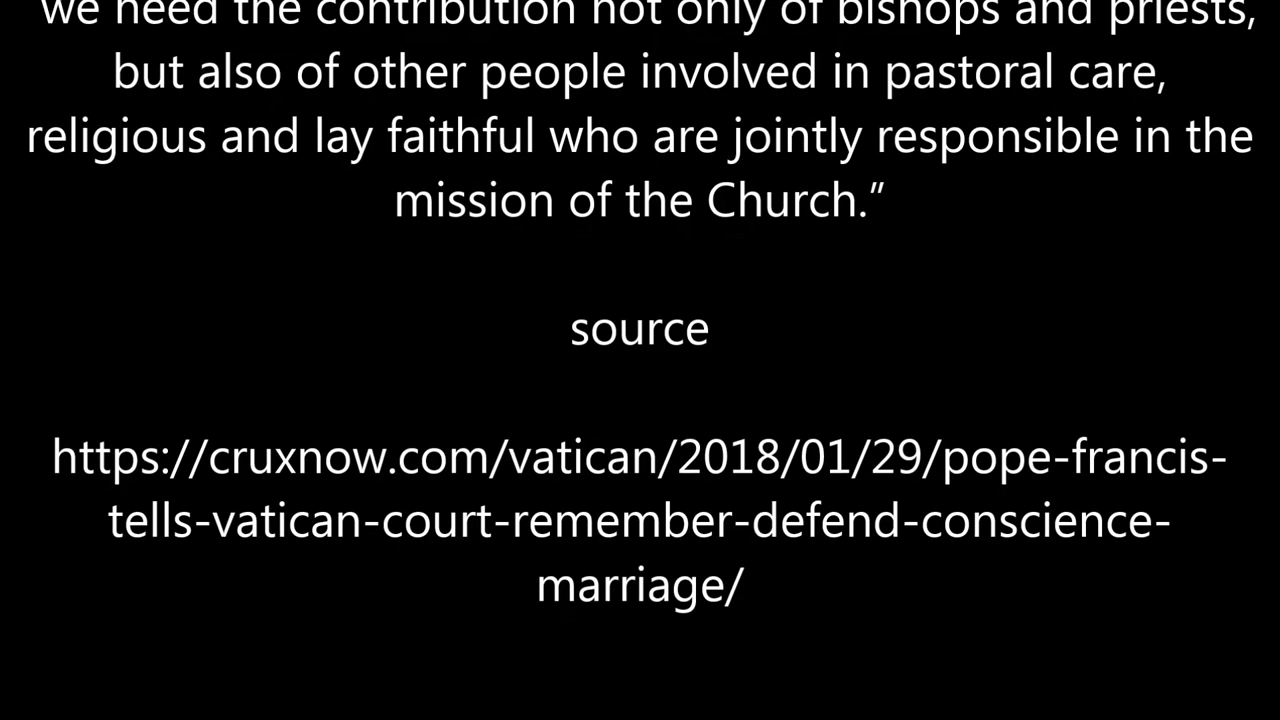 we need the contribution not only of bishops and priests,
but also of other people involved in pastoral care,
religious and lay faithful who are jointly responsible in the
mission of the Church.”
source
https://cruxnow.com/vatican/2018/01/29/pope-francis-
tells-vatican-court-remember-defend-conscience-
marriage/